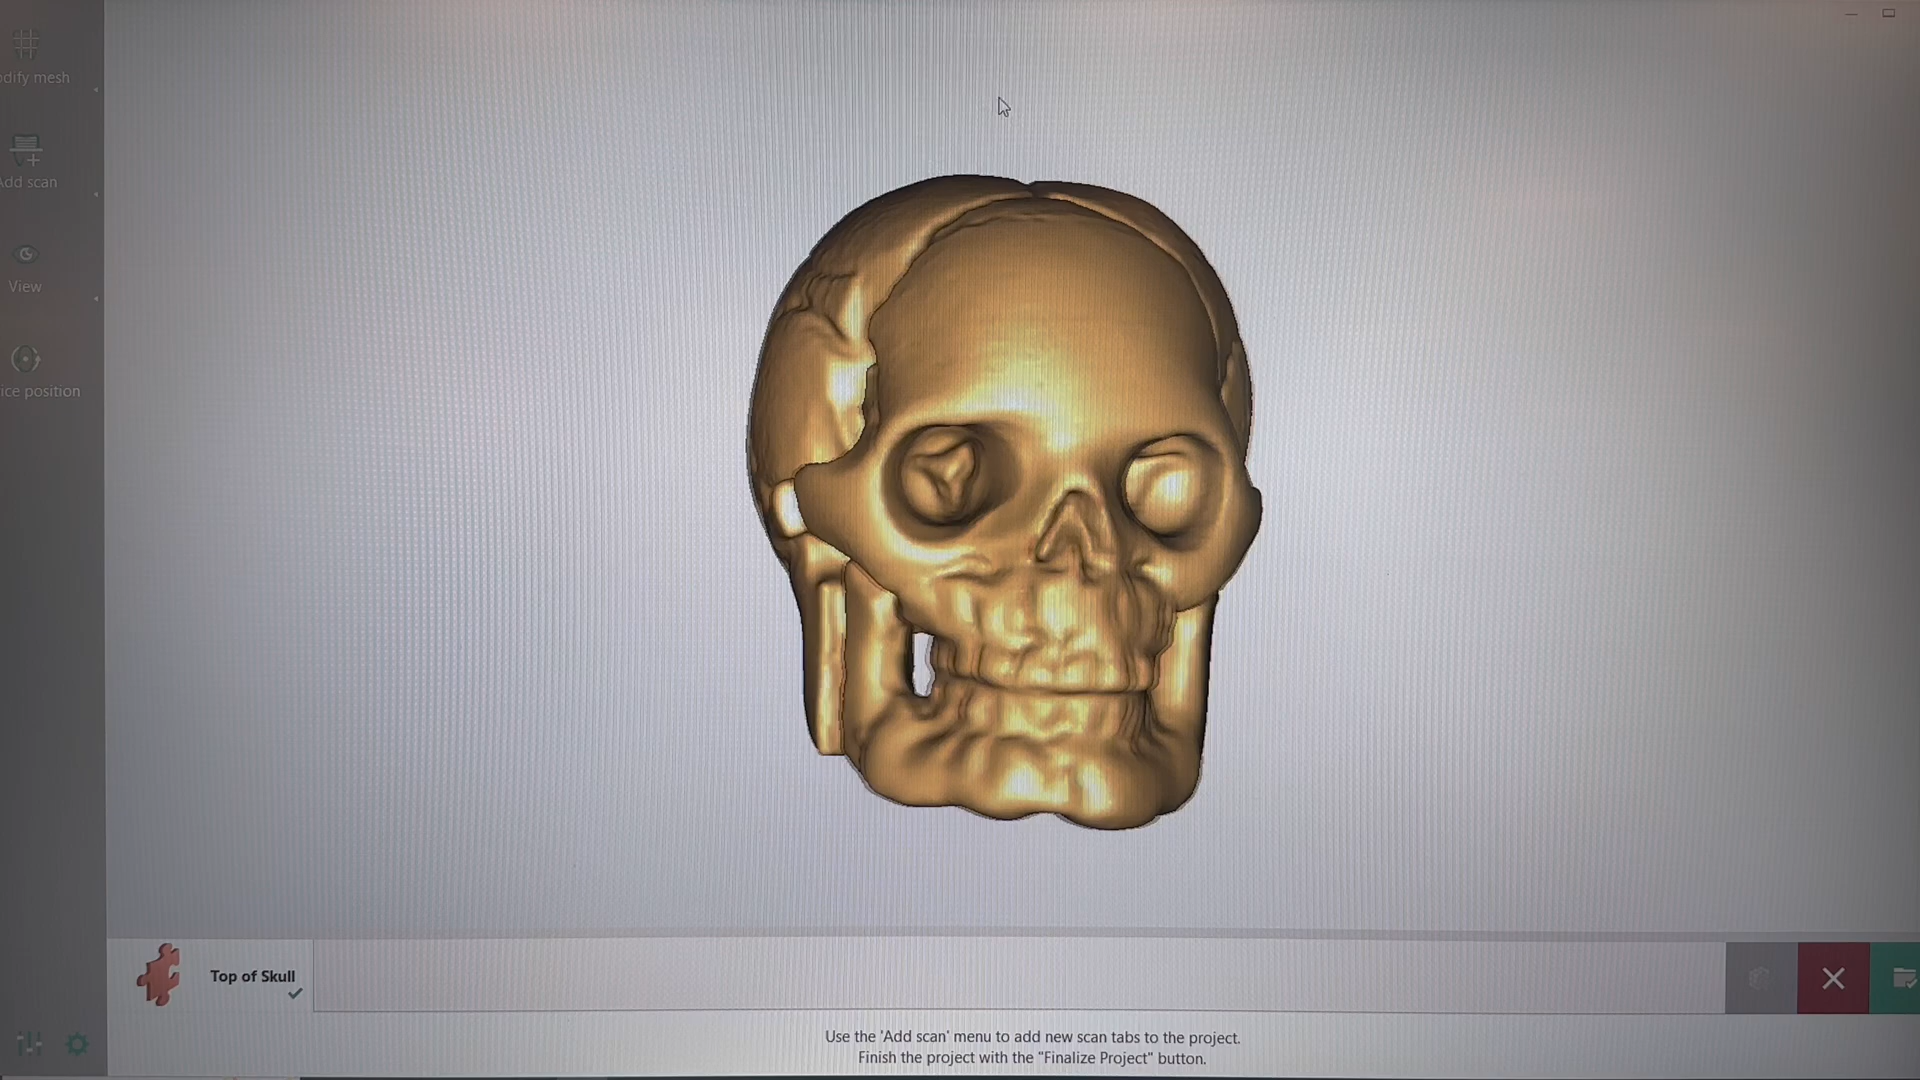 dify mesh
Add scan
View
ice position
Top of Skull
Use the 'Add scan' menu to add new scan tabs to the project.
Finish the project with the "Finalize Project" button.